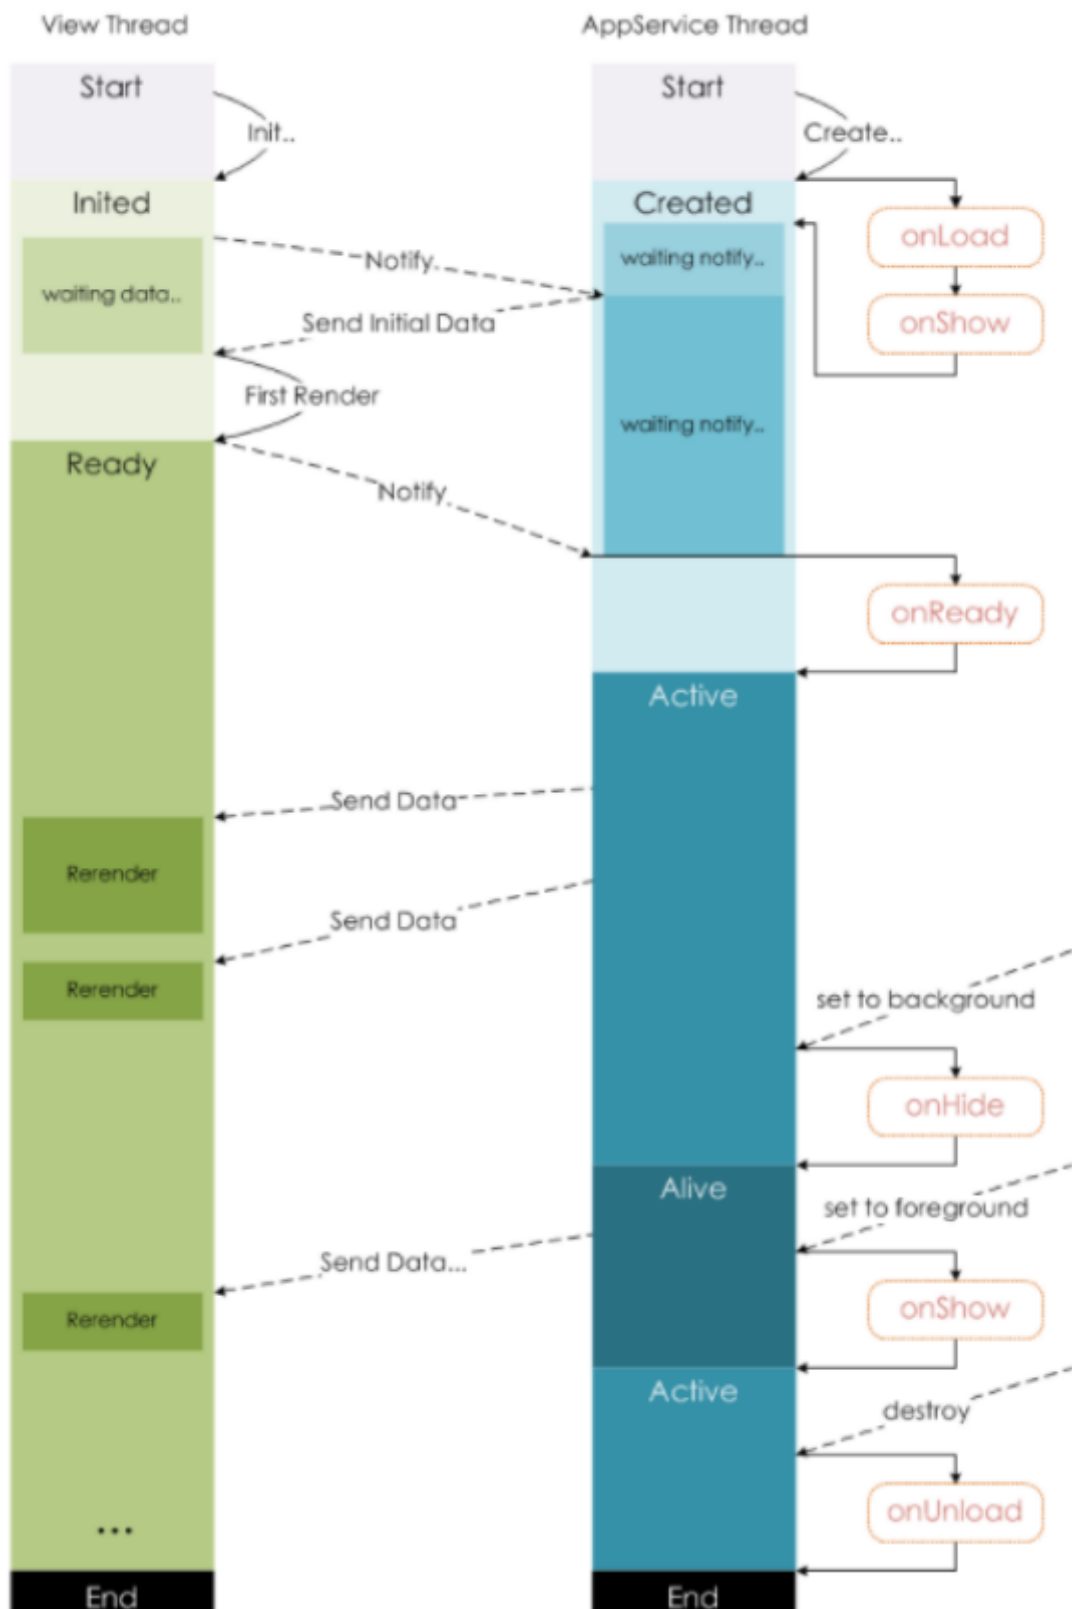 View Thread
AppService Thread
Start
Start
Init..
Create..
Inited
Created
onLoad
waiting notify..
Notify.
waiting data..
onShow
Send Initial Data
First Render
waiting notify..
Ready
Notify
onReady
Active
Send Data
Rerender
Send Data
Rerender
set to background
onHide
Alive
set to foreground
Send Data...
onShow
Rerender
Active
destroy
onUnload
...
End
End